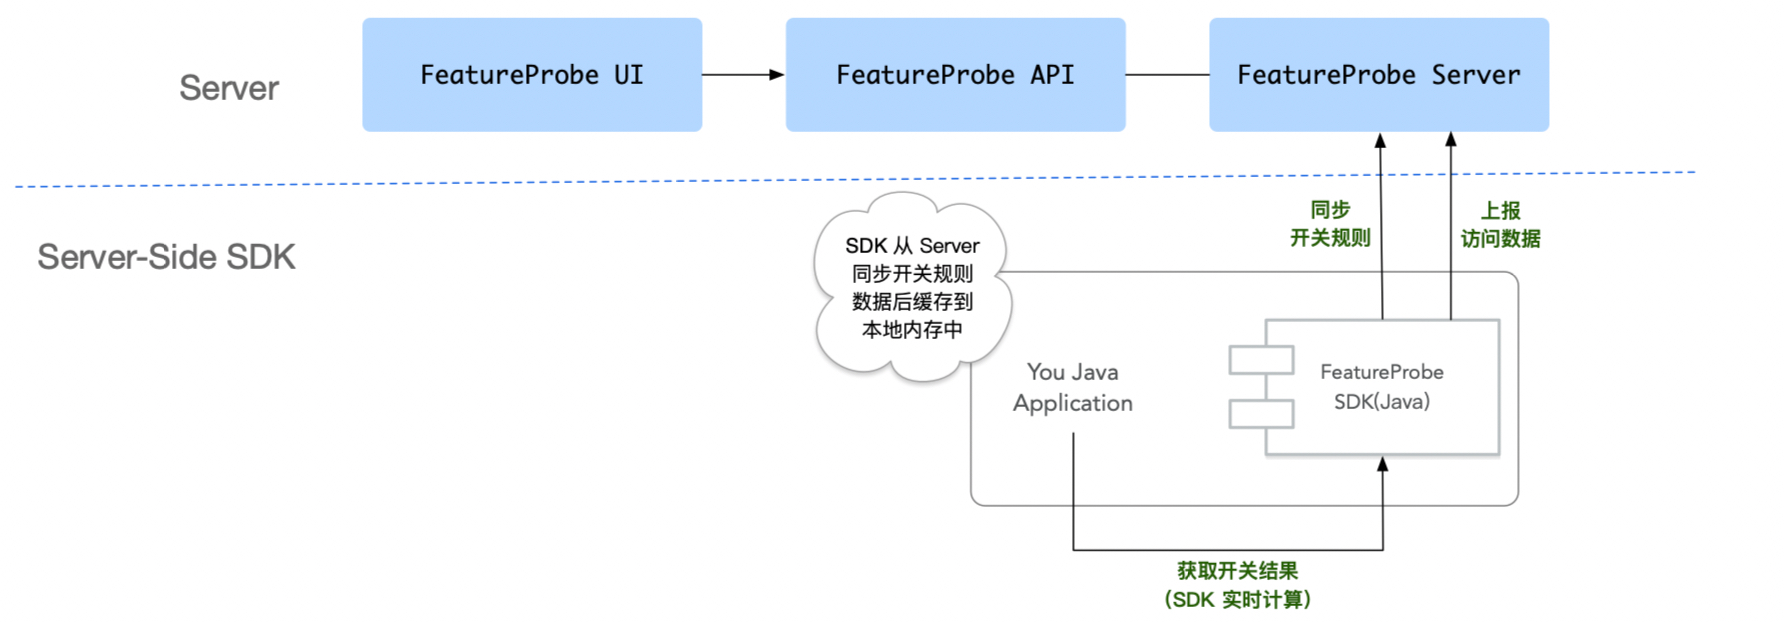 FeatureProbe UI
FeatureProbe API
FeatureProbe Server
Server
同步
开关规则
上报
访问数据
Server-Side SDK
SDK 从 Server
同步开关规则
数据后缓存到
本地内存中
You Java
Application
FeatureProbe
SDK(Java)
获取开关结果
（SDK 实时计算）